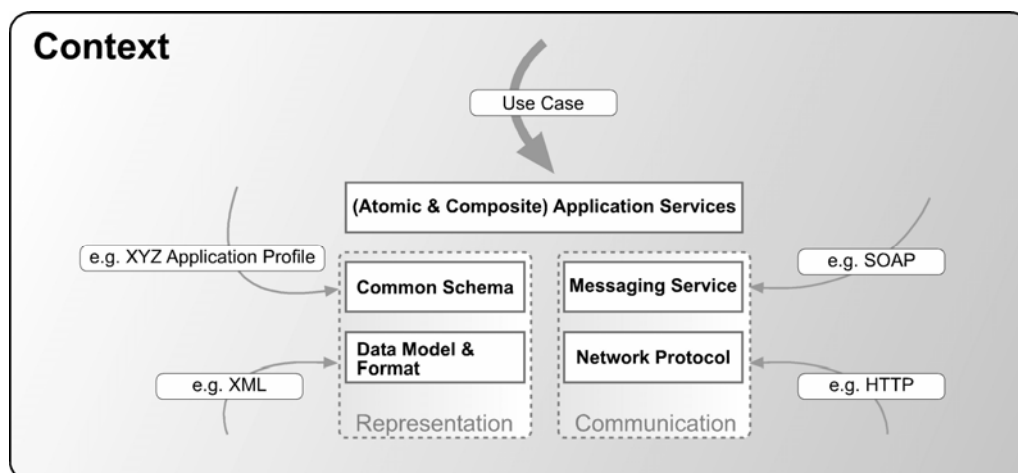 Context
Use Case
(Atomic & Composite) Application Services
e.g. XYZ Application Profile
Common Schema
Messaging Service
e.g. SOAP
Data Model &
Format
Network Protocol
e.g. XML
e.g. HTTP
Representation
Communication